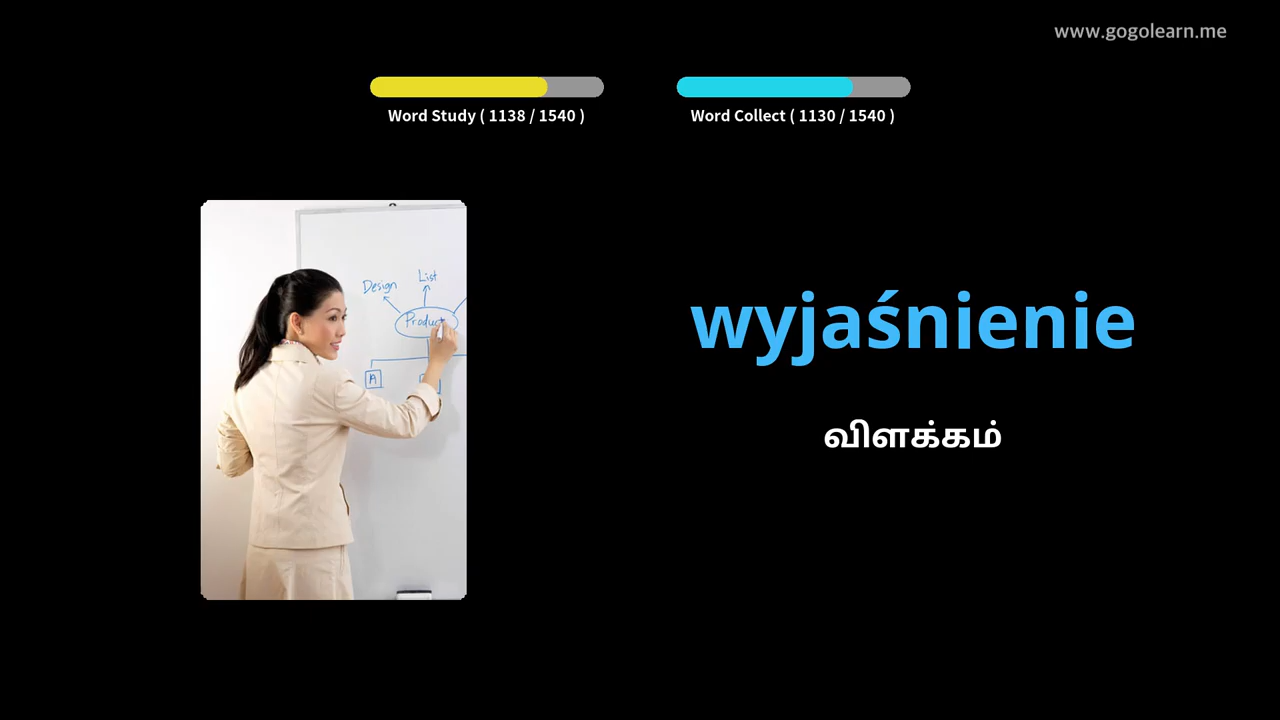 www.gogolearn.me
Word Study ( 1138 / 1540 )
Word Collect ( 1130 / 1540 )
Design
List
Product
A
wyjaśnienie
விளக்கம்